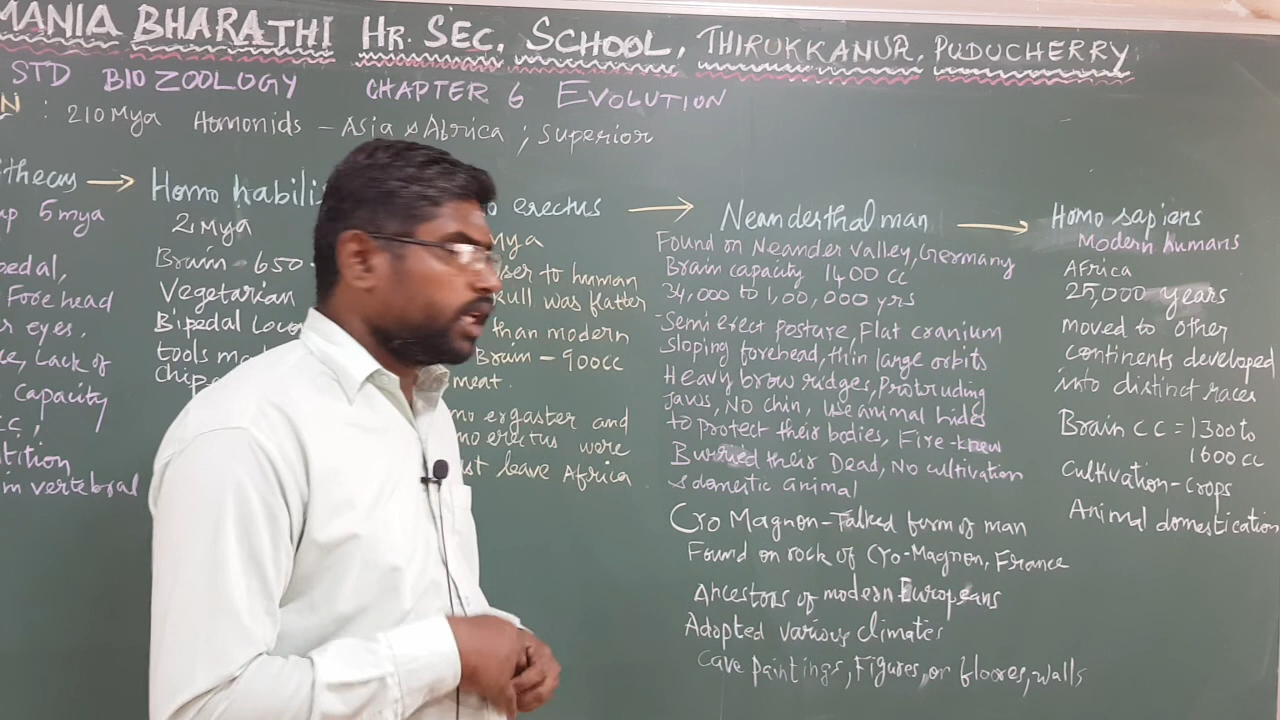 MANIA BHARATHI HR. SEC. SCHOOL, THIRUKKANUR, PUDUCHERRY
STD BIO ZOOLOGY CHAPTER 6 EVOLUTION
N : 210 Mya Homonids - Asia & Africa ; Superior
ithecus → Homo habili
5 mya
2 Mya
pedal,
Brain - 650
Fore head
Vegetarian
r eyes.
Bipedal Loco
Lack of
tools ma
Capacity
chip
m vertebral
o erectus →
Mya
ser to human
kull was flatter
than modern
Brain - 900cc
meat.
mo ergaster and
mo erectus were
st leave Africa
Neanderthal man →
Found on Neander Valley, Germany
Brain capacity 1400 cc
34,000 to 1,00,000 yrs
Semi erect posture, Flat cranium
Sloping forehead, thin large orbits
Heavy brow ridges, Protruding
Jaws, No chin, use animal hides
to protect their bodies, Fire-knew
Burried their Dead, No cultivation
& domestic animal
Cro Magnon - Talked form of man
Found on rock of Cro-Magnon, France
Ancestors of modern Europeans
Adopted various climates
Cave paintings, Figures, on floores, walls
Homo sapiens
Modern humans
Africa
25,000 years
moved to other
continents developed
into distinct races
Brain CC = 1300 to
1600 cc
Cultivation - crops
Animal domestication